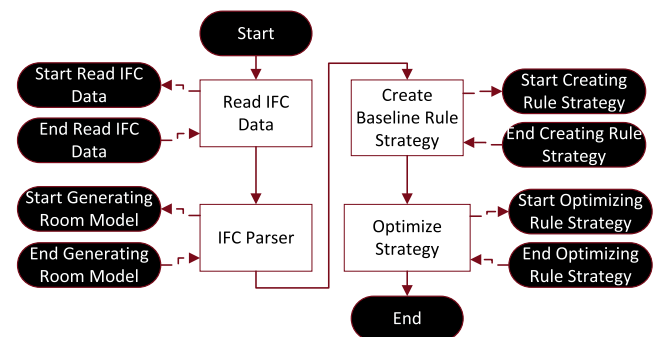 Start
Start Read IFC
Data
Read IFC
Data
End Read IFC
Data
Start Generating
Room Model
IFC Parser
End Generating
Room Model
Create
Baseline Rule
Strategy
Start Creating
Rule Strategy
End Creating Rule
Strategy
Optimize
Strategy
Start Optimizing
Rule Strategy
End Optimizing
Rule Strategy
End